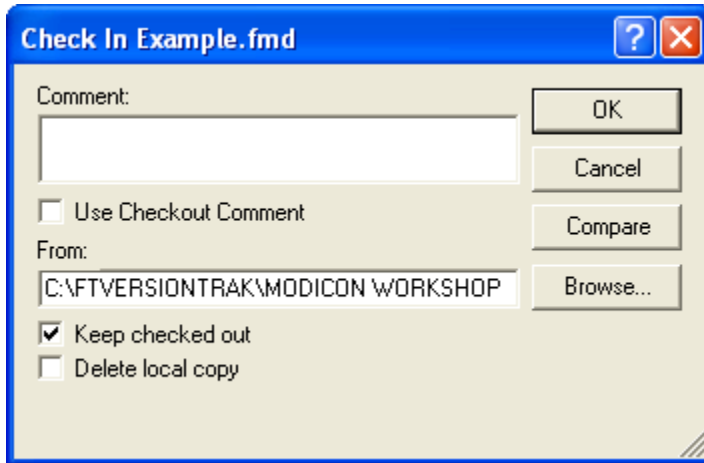 Check In Example.fmd
Comment:
OK
Cancel
Use Checkout Comment
Compare
From:
C:\FTVERSIONTRAK\MODICON WORKSHOP
Browse...
Keep checked out
Delete local copy